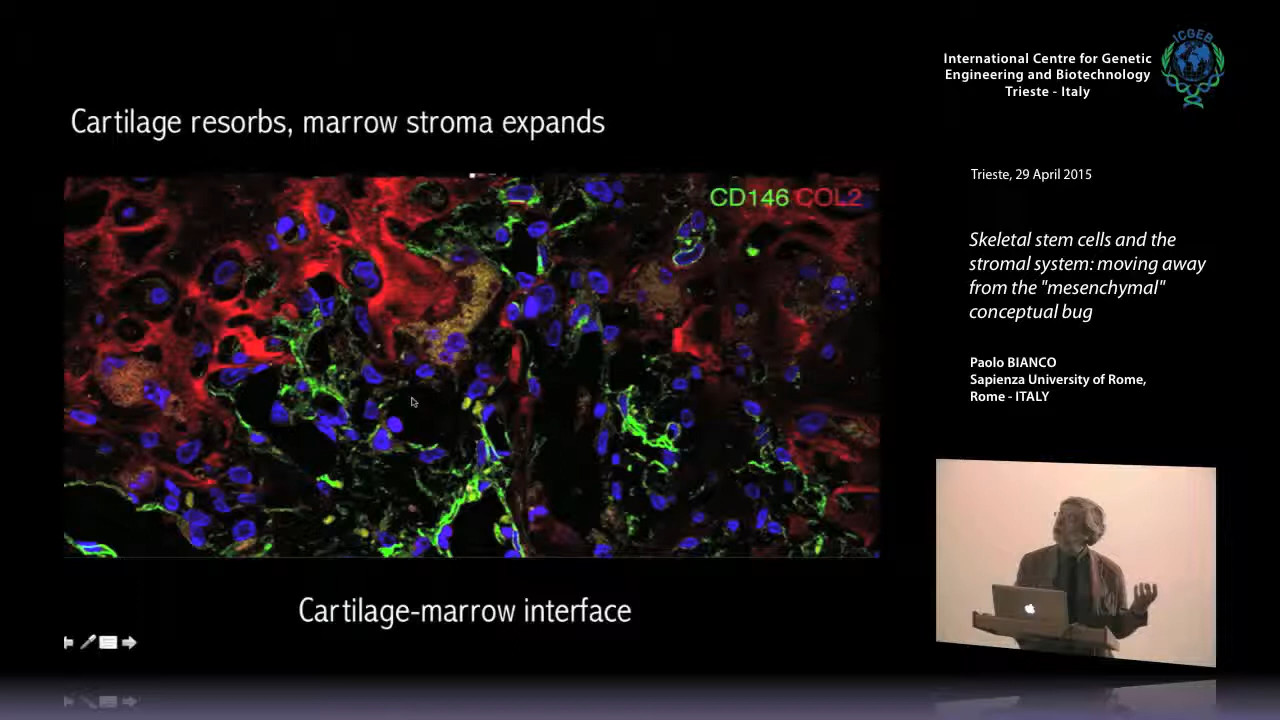 ICGEB
International Centre for Genetic
Engineering and Biotechnology
Trieste - Italy
Cartilage resorbs, marrow stroma expands
Trieste, 29 April 2015
CD146 COL2
Skeletal stem cells and the
stromal system: moving away
from the "mesenchymal"
conceptual bug
Paolo BIANCO
Sapienza University of Rome,
Rome - ITALY
Cartilage-marrow interface